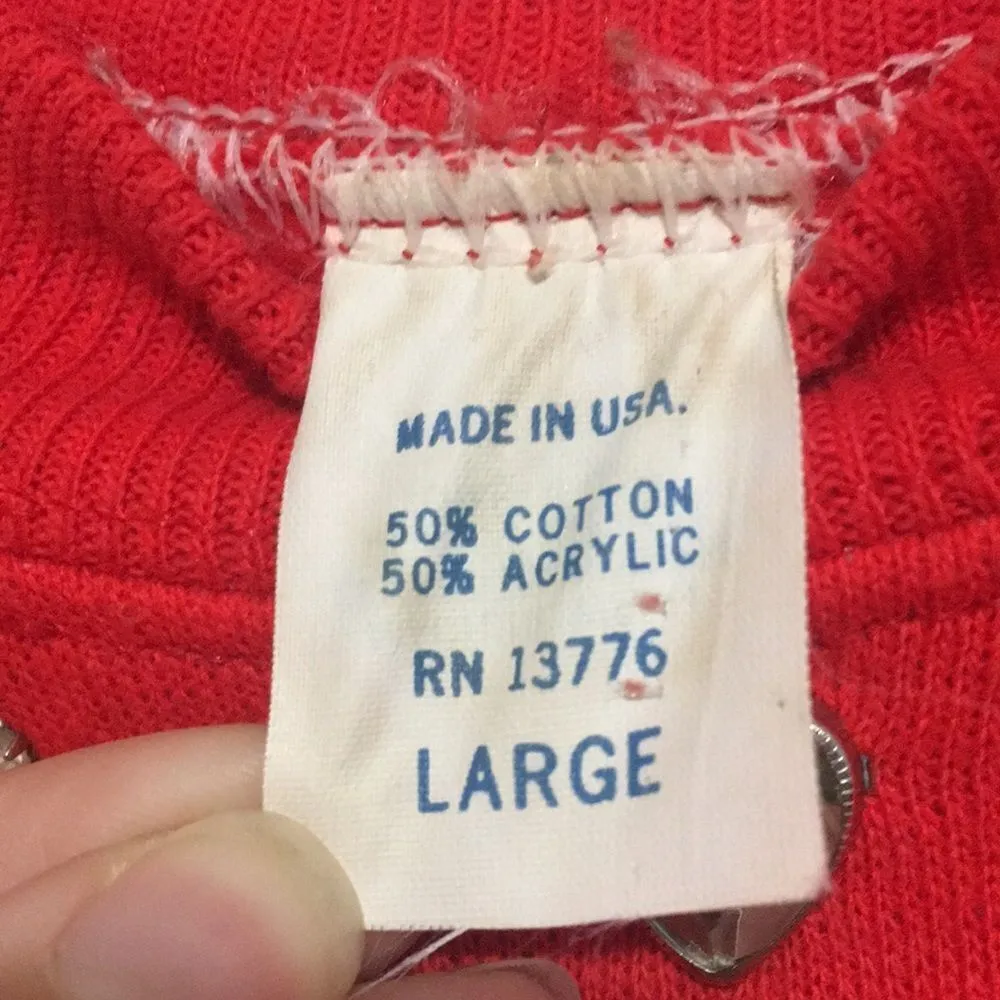 MADE IN USA.
50% COTTON
50% ACRYLIC
RN 13776
LARGE